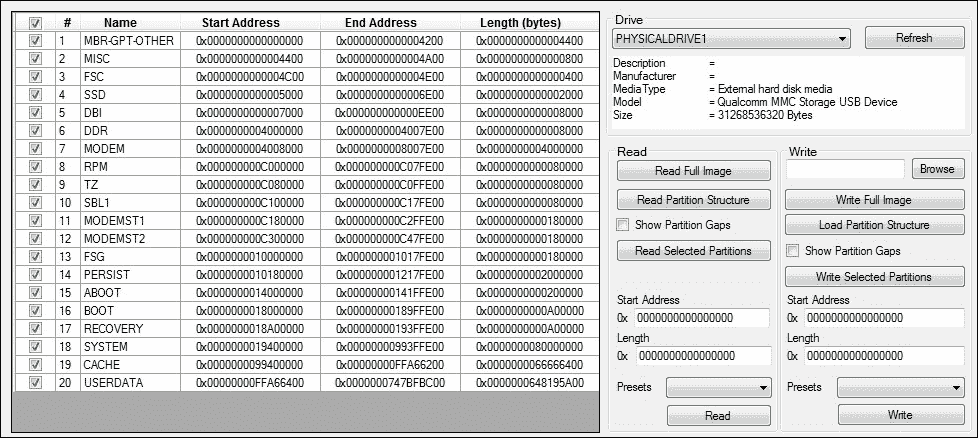 # Name Start Address End Address Length (bytes)
1 MBR-GPT-OTHER 0x0000000000000000 0x0000000000004200 0x0000000000004400
2 MISC 0x0000000000004400 0x0000000000004A00 0x0000000000000800
3 FSC 0x0000000000004C00 0x0000000000004E00 0x0000000000000400
4 SSD 0x0000000000005000 0x0000000000006E00 0x0000000000002000
5 DBI 0x0000000000007000 0x000000000000EE00 0x0000000000008000
6 DDR 0x0000000004000000 0x0000000004007E00 0x0000000000008000
7 MODEM 0x0000000004008000 0x0000000008007E00 0x0000000004000000
8 RPM 0x000000000C000000 0x000000000C07FE00 0x0000000000080000
9 TZ 0x000000000C080000 0x000000000C0FFE00 0x0000000000080000
10 SBL1 0x000000000C100000 0x000000000C17FE00 0x0000000000080000
11 MODEMST1 0x000000000C180000 0x000000000C2FFE00 0x0000000000180000
12 MODEMST2 0x000000000C300000 0x000000000C47FE00 0x0000000000180000
13 FSG 0x0000000010000000 0x000000001017FE00 0x0000000000180000
14 PERSIST 0x0000000010180000 0x000000001217FE00 0x0000000002000000
15 ABOOT 0x0000000014000000 0x00000000141FFE00 0x0000000000200000
16 BOOT 0x0000000018000000 0x00000000189FFE00 0x0000000000A00000
17 RECOVERY 0x0000000018A00000 0x00000000193FFE00 0x0000000000A00000
18 SYSTEM 0x0000000019400000 0x00000000993FFE00 0x0000000080000000
19 CACHE 0x0000000099400000 0x00000000FFA66200 0x0000000066666400
20 USERDATA 0x00000000FFA66400 0x0000000747BFBC00 0x0000000648195A00
Drive
PHYSICALDRIVE1 Refresh
Description =
Manufacturer =
MediaType = External hard disk media
Model = Qualcomm MMC Storage USB Device
Size = 31268536320 Bytes
Read
Read Full Image
Read Partition Structure
Show Partition Gaps
Read Selected Partitions
Start Address
0x 0000000000000000
Length
0x 0000000000000000
Presets
Read
Write
Browse
Write Full Image
Load Partition Structure
Show Partition Gaps
Write Selected Partitions
Start Address
0x 0000000000000000
Length
0x 0000000000000000
Presets
Write